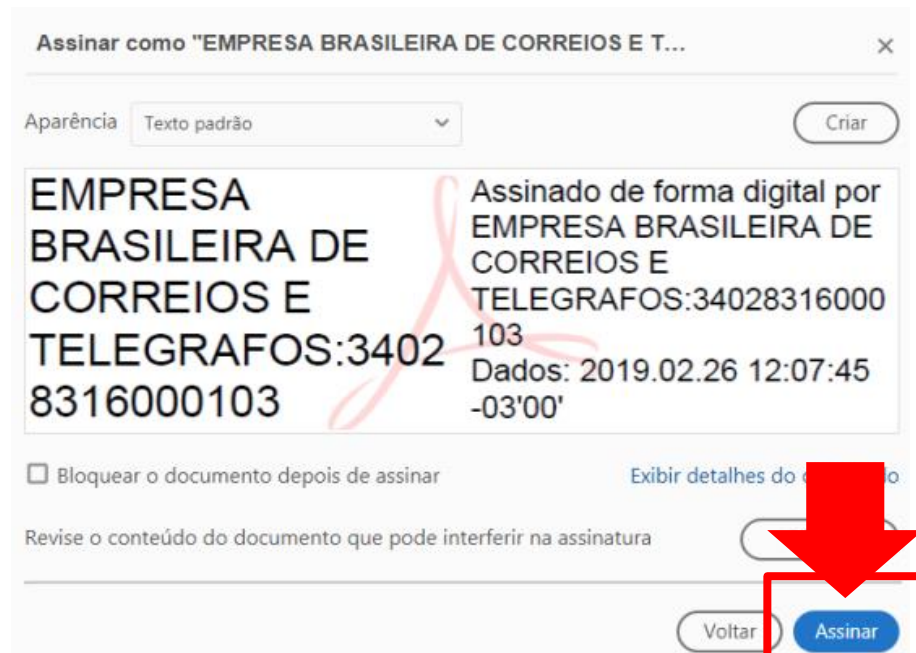 Assinar como "EMPRESA BRASILEIRA DE CORREIOS E T...
Aparência Texto padrão Criar
EMPRESA
BRASILEIRA DE
CORREIOS E
TELEGRAFOS:3402
8316000103
Assinado de forma digital por
EMPRESA BRASILEIRA DE
CORREIOS E
TELEGRAFOS:34028316000
103
Dados: 2019.02.26 12:07:45
-03'00'
Bloquear o documento depois de assinar Exibir detalhes do
Revise o conteúdo do documento que pode interferir na assinatura
Voltar Assinar